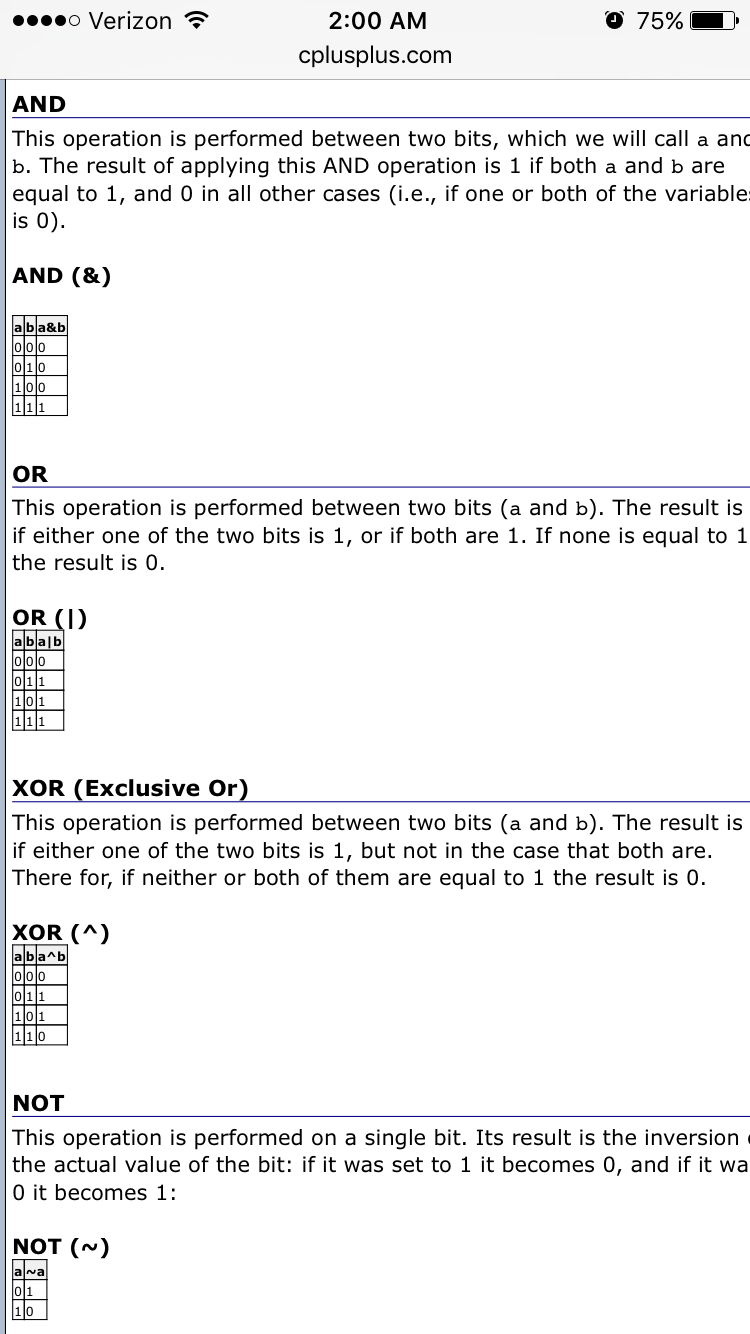 Verizon 2:00 AM 75%
cplusplus.com
AND
This operation is performed between two bits, which we will call a and
b. The result of applying this AND operation is 1 if both a and b are
equal to 1, and 0 in all other cases (i.e., if one or both of the variables
is 0).
AND (&)
a b a&b
0 0 0
0 1 0
1 0 0
1 1 1
OR
This operation is performed between two bits (a and b). The result is
if either one of the two bits is 1, or if both are 1. If none is equal to 1
the result is 0.
OR (|)
a b a|b
0 0 0
0 1 1
1 0 1
1 1 1
XOR (Exclusive Or)
This operation is performed between two bits (a and b). The result is
if either one of the two bits is 1, but not in the case that both are.
There for, if neither or both of them are equal to 1 the result is 0.
XOR (^)
a b a^b
0 0 0
0 1 1
1 0 1
1 1 0
NOT
This operation is performed on a single bit. Its result is the inversion
the actual value of the bit: if it was set to 1 it becomes 0, and if it wa
0 it becomes 1:
NOT (~)
a ~a
0 1
1 0